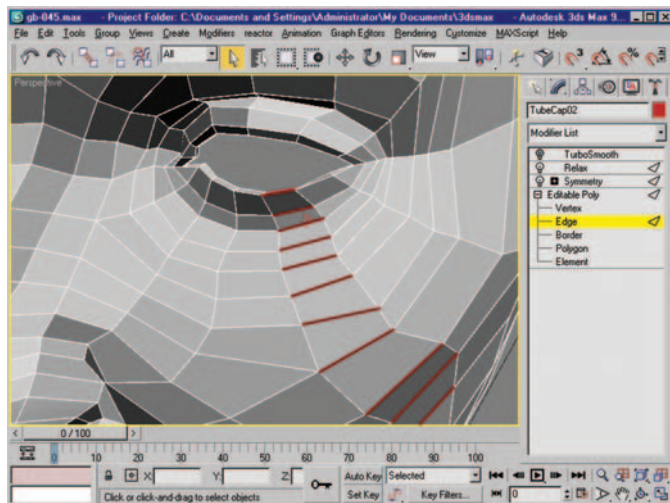 gb-045.max - Project Folder: C:\Documents and Settings\Administrator\My Documents\3dsmax - Autodesk 3ds Max 9...
File Edit Tools Group Views Create Modifiers reactor Animation Graph Editors Rendering Customize MAXScript Help
All View 3
Perspective
TubeCap02
Modifier List
TurboSmooth
Relax
Symmetry
Editable Poly
Vertex
Edge
Border
Polygon
Element
0 / 100
0 10 20 30 40 50 60 70 80 90 100
X: Y: Z:
Auto Key Selected
Click or click-and-drag to select objects
Set Key Key Filters... 0